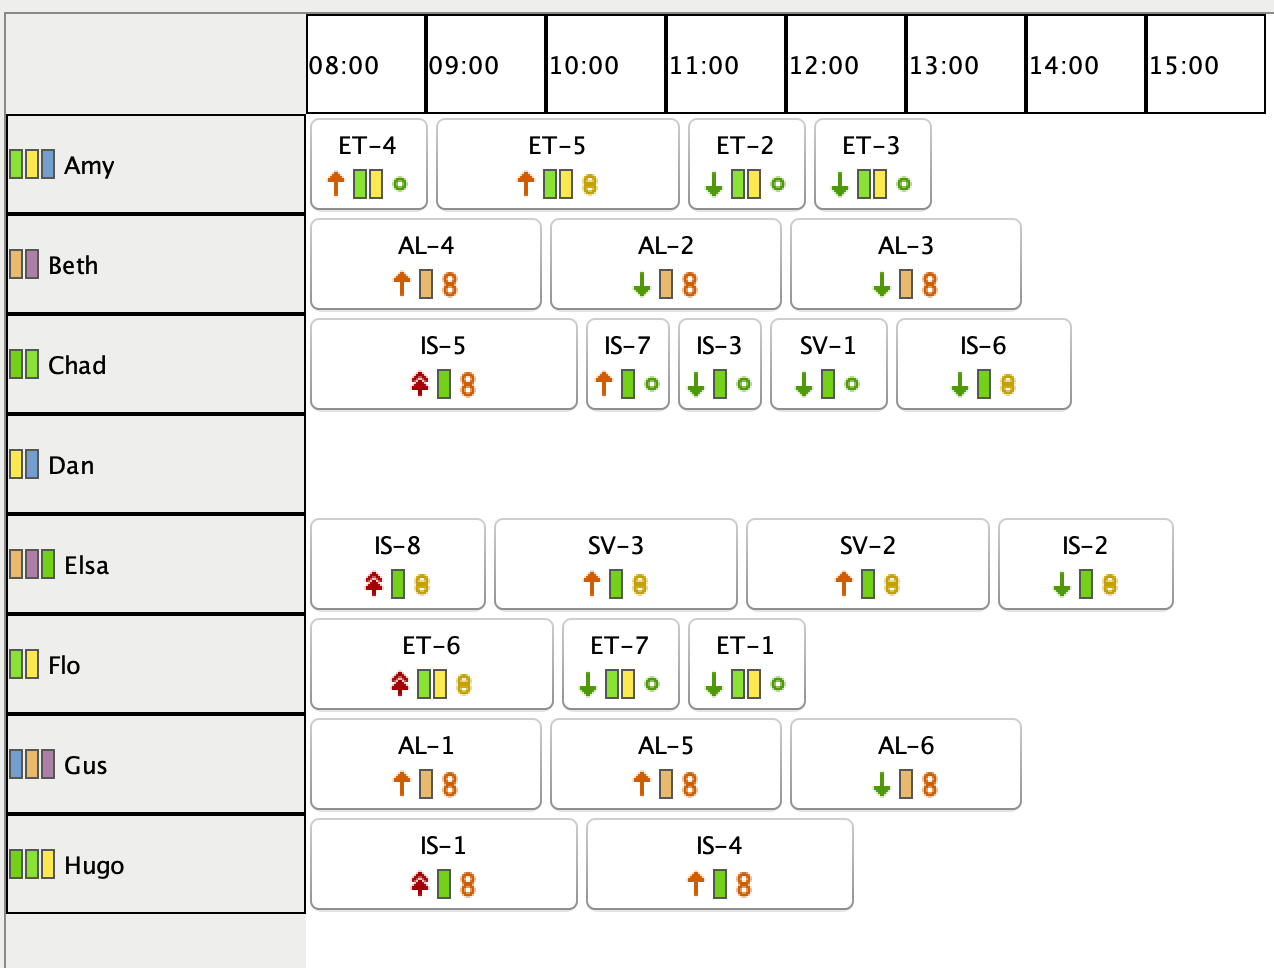 08:00 09:00 10:00 11:00 12:00 13:00 14:00 15:00
Amy ET-4 ET-5 ET-2 ET-3
Beth AL-4 AL-2 AL-3
Chad IS-5 IS-7 IS-3 SV-1 IS-6
Dan
Elsa IS-8 SV-3 SV-2 IS-2
Flo ET-6 ET-7 ET-1
Gus AL-1 AL-5 AL-6
Hugo IS-1 IS-4